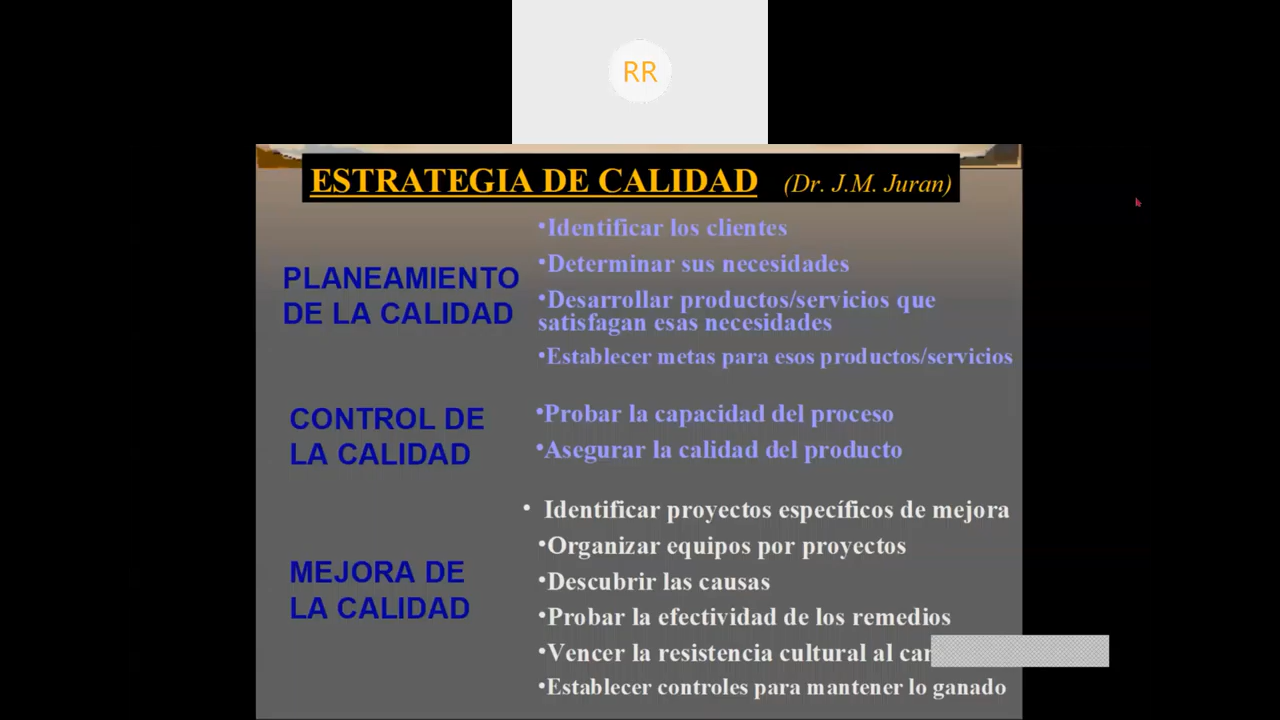 RR
ESTRATEGIA DE CALIDAD (Dr. J.M. Juran)
PLANEAMIENTO
DE LA CALIDAD
•Identificar los clientes
•Determinar sus necesidades
•Desarrollar productos/servicios que
satisfagan esas necesidades
•Establecer metas para esos productos/servicios
CONTROL DE
LA CALIDAD
•Probar la capacidad del proceso
•Asegurar la calidad del producto
MEJORA DE
LA CALIDAD
• Identificar proyectos específicos de mejora
•Organizar equipos por proyectos
•Descubrir las causas
•Probar la efectividad de los remedios
•Vencer la resistencia cultural al
•Establecer controles para mantener lo ganado